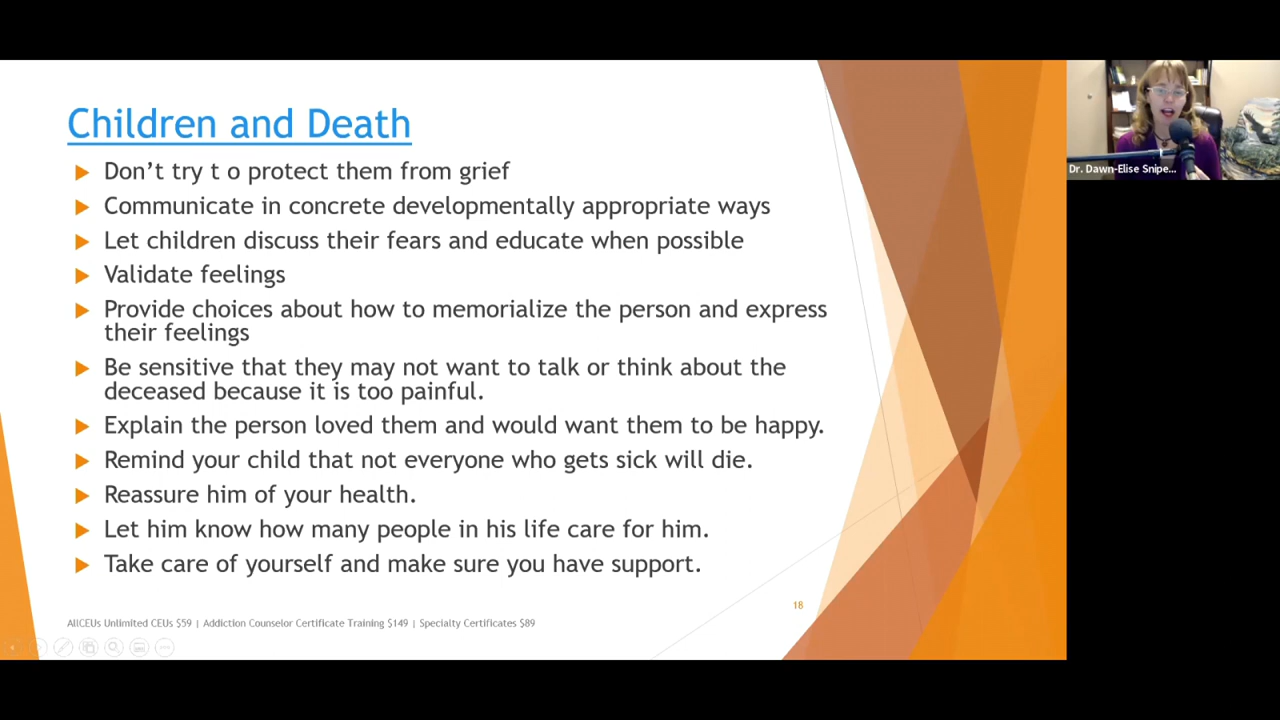 Children and Death
Don't try t o protect them from grief
Communicate in concrete developmentally appropriate ways
Let children discuss their fears and educate when possible
Validate feelings
Provide choices about how to memorialize the person and express
their feelings
Be sensitive that they may not want to talk or think about the
deceased because it is too painful.
Explain the person loved them and would want them to be happy.
Remind your child that not everyone who gets sick will die.
Reassure him of your health.
Let him know how many people in his life care for him.
Take care of yourself and make sure you have support.
18
AllCEUs Unlimited CEUs $59 | Addiction Counselor Certificate Training $149 | Specialty Certificates $89
Dr. Dawn-Elise Snipe...